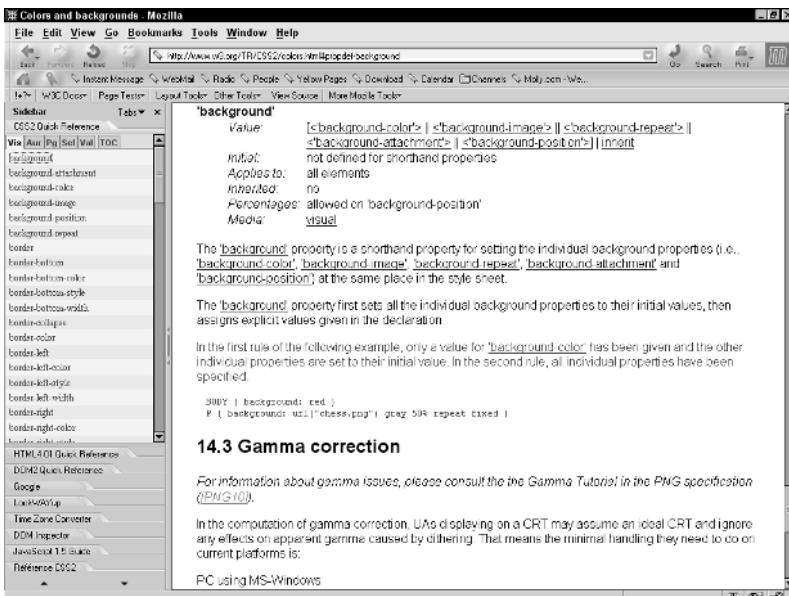 Colors and backgrounds - Mozilla
File Edit View Go Bookmarks Tools Window Help
Back Forward Reload Stop http://www.w3.org/TR/CSS2/colors.html#propdef-background Go Search Print
Instant Message WebMail Radio People Yellow Pages Download Calendar Channels Molly.com - We...
W3C Docs Page Tests Layout Tools Other Tools View Source More Mozilla Tools
Sidebar Tabs
CSS2 Quick Reference
Vis Aur Pg Sel Val TOC
background
background-attachment
background-color
background-image
background-position
background-repeat
border
border-bottom
border-bottom-color
border-bottom-style
border-bottom-width
border-collapse
border-color
border-left
border-left-color
border-left-style
border-left-width
border-right
border-right-color
border-right-style
HTML4.01 Quick Reference
DOM2 Quick Reference
Google
LookWAYup
Time Zone Converter
DOM Inspector
JavaScript 1.5 Guide
Référence CSS2
'background'
Value: [<'background-color'> || <'background-image'> || <'background-repeat'> ||
<'background-attachment'> || <'background-position'>] | inherit
Initial: not defined for shorthand properties
Applies to: all elements
Inherited: no
Percentages: allowed on 'background-position'
Media: visual
The 'background' property is a shorthand property for setting the individual background properties (i.e.,
'background-color', 'background-image', 'background-repeat', 'background-attachment' and
'background-position') at the same place in the style sheet.
The 'background' property first sets all the individual background properties to their initial values, then
assigns explicit values given in the declaration.
In the first rule of the following example, only a value for 'background-color' has been given and the other
individual properties are set to their initial value. In the second rule, all individual properties have been
specified.
BODY { background: red }
P { background: url("chess.png") gray 50% repeat fixed }
14.3 Gamma correction
For information about gamma issues, please consult the the Gamma Tutorial in the PNG specification
([PNG10]).
In the computation of gamma correction, UAs displaying on a CRT may assume an ideal CRT and ignore
any effects on apparent gamma caused by dithering. That means the minimal handling they need to do on
current platforms is:
PC using MS-Windows